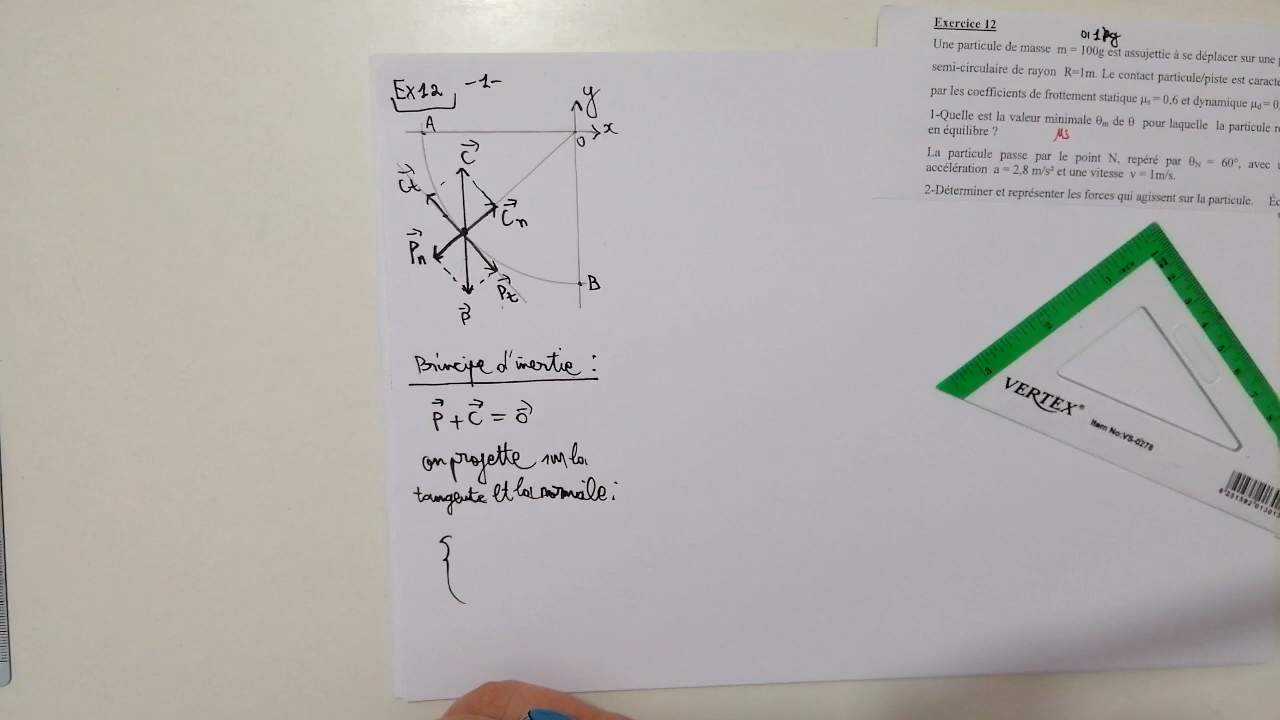 Ex12 -1-
y
A
O x
C
Ct
Cn
Pn
Pt
P
B
Principe d'inertie :
P + C = 0
on projette sur la
tangente et la normale :
{
Exercice 12
0,1kg
Une particule de masse m = 100g est assujettie à se déplacer sur une
semi-circulaire de rayon R=1m. Le contact particule/piste est
par les coefficients de frottement statique μs = 0,6 et dynamique μd = 0
1-Quelle est la valeur minimale θm de θ pour laquelle la particule
en équilibre ?
μs
La particule passe par le point N, repéré par θN = 60°, avec
accélération a = 2,8 m/s² et une vitesse v = 1m/s.
2-Déterminer et représenter les forces qui agissent sur la particule.
VERTEX®
Item No:VS-0278